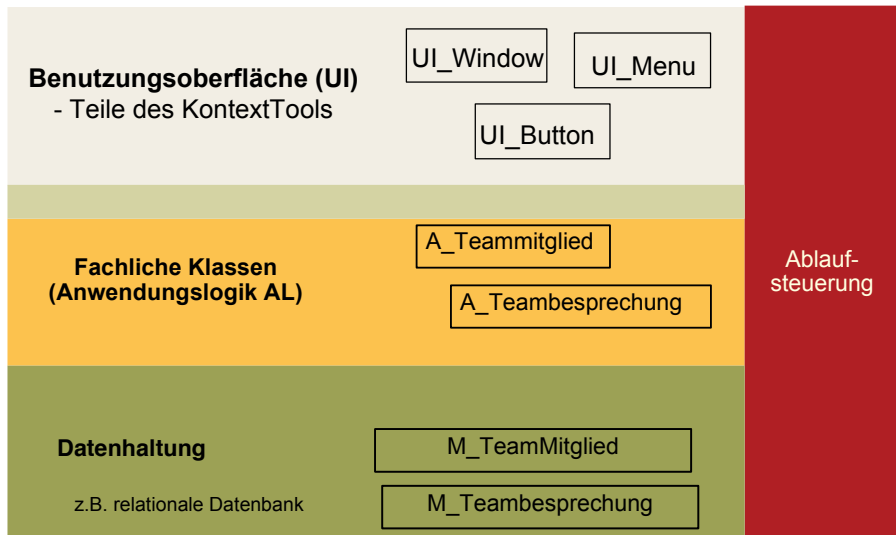 Benutzungsoberfläche (UI)
- Teile des KontextTools
UI_Window
UI_Menu
UI_Button
Fachliche Klassen
(Anwendungslogik AL)
A_Teammitglied
A_Teambesprechung
Ablauf-
steuerung
Datenhaltung
z.B. relationale Datenbank
M_TeamMitglied
M_Teambesprechung